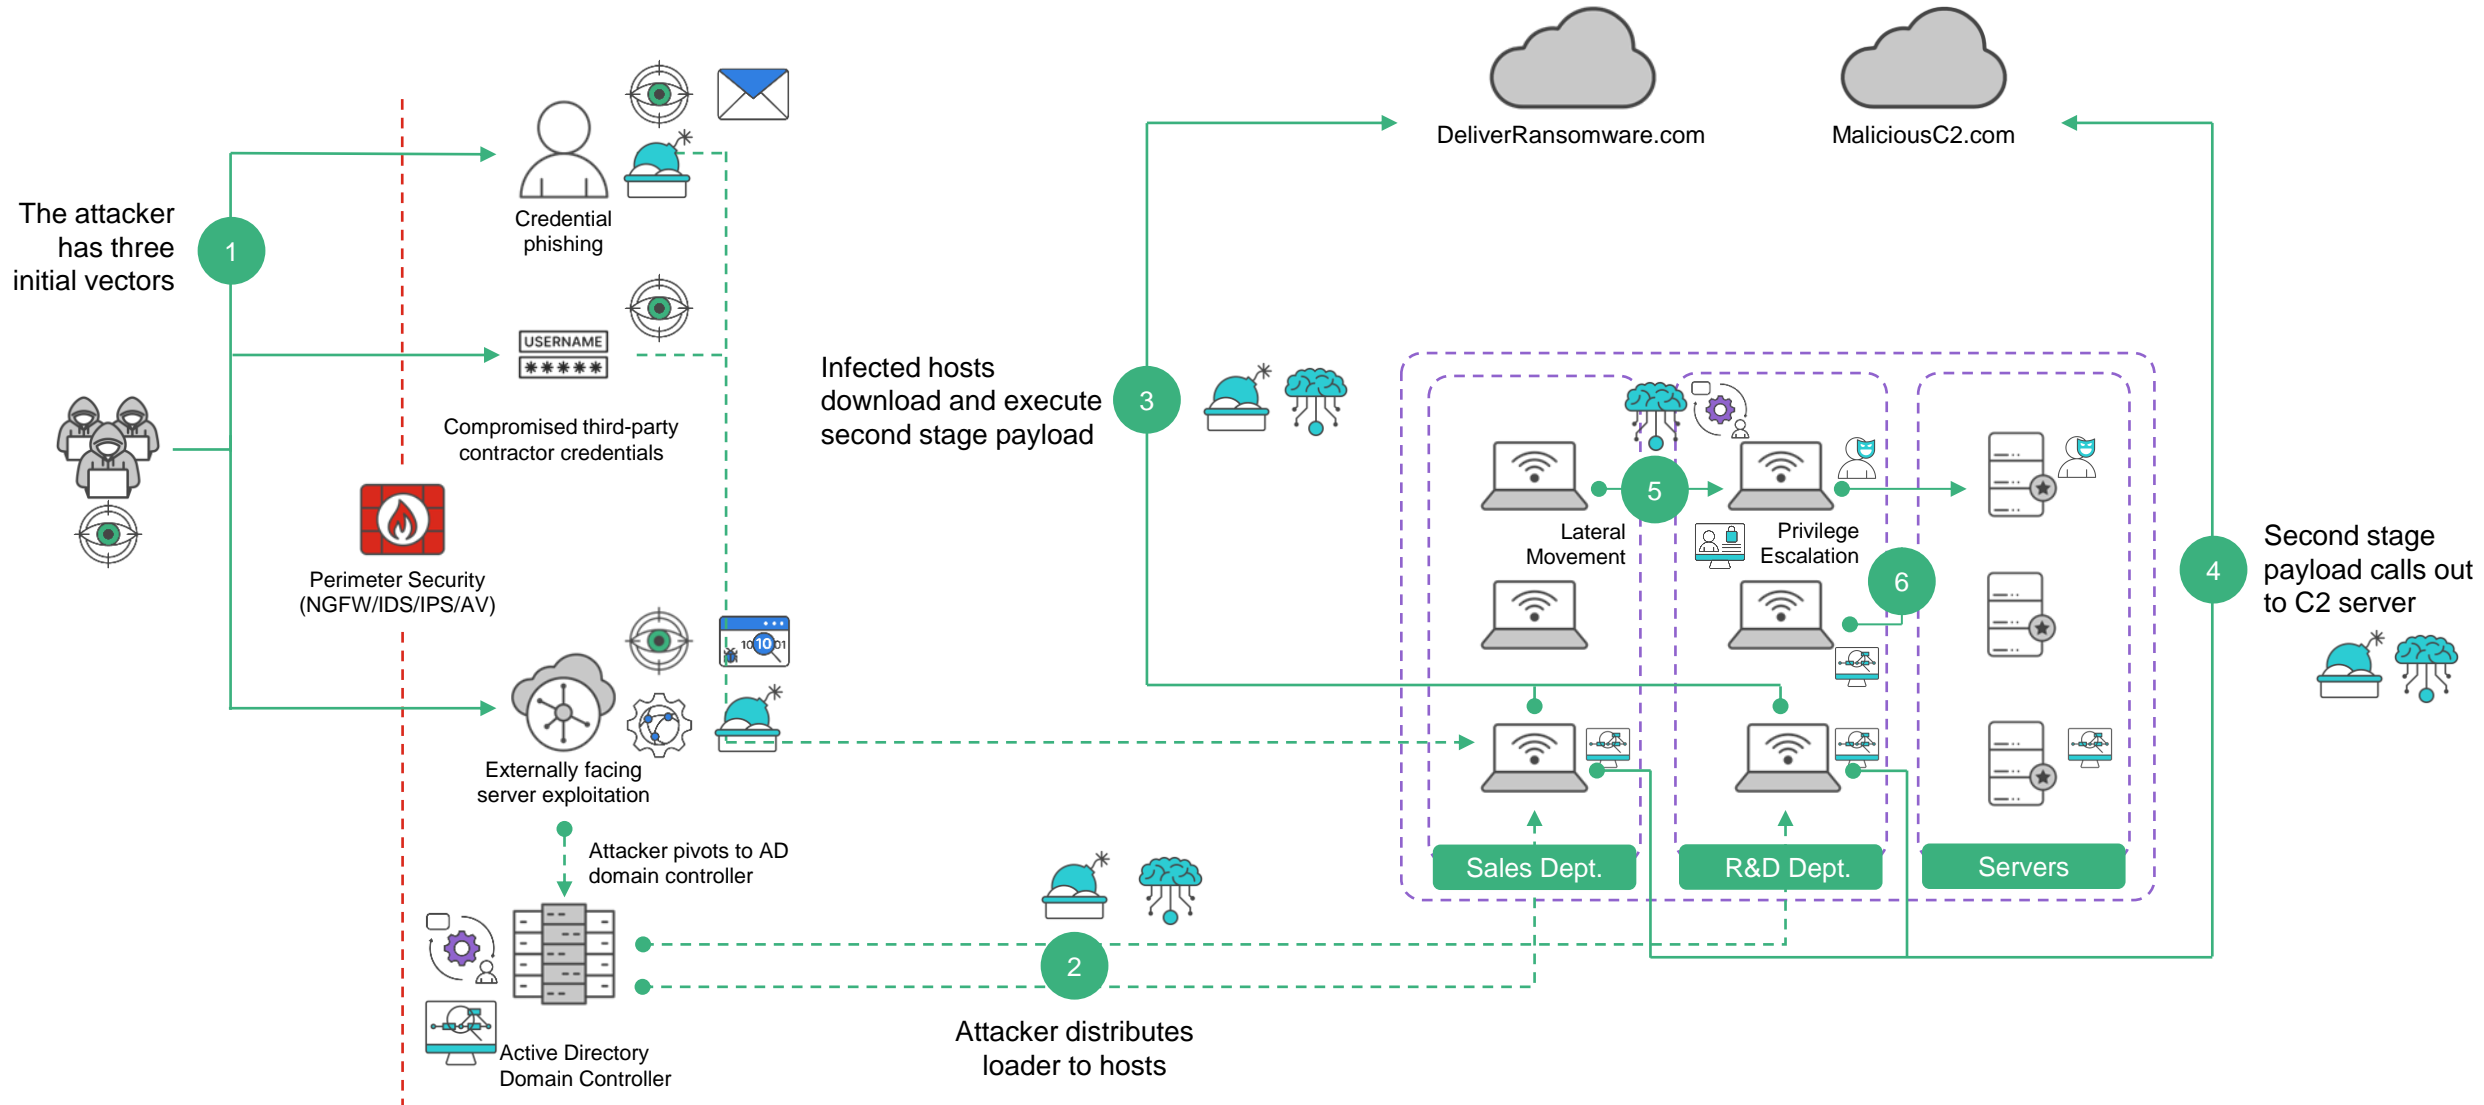 DeliverRansomware.com
MaliciousC2.com
The attacker
has three
initial vectors
1
Credential
phishing
USERNAME
*****
Compromised third-party
contractor credentials
Perimeter Security
(NGFW/IDS/IPS/AV)
10 10 01
Externally facing
server exploitation
Attacker pivots to AD
domain controller
Active Directory
Domain Controller
2
Attacker distributes
loader to hosts
Infected hosts
download and execute
second stage payload
3
5
Lateral
Movement
Privilege
Escalation
6
Sales Dept.
R&D Dept.
Servers
4
Second stage
payload calls out
to C2 server